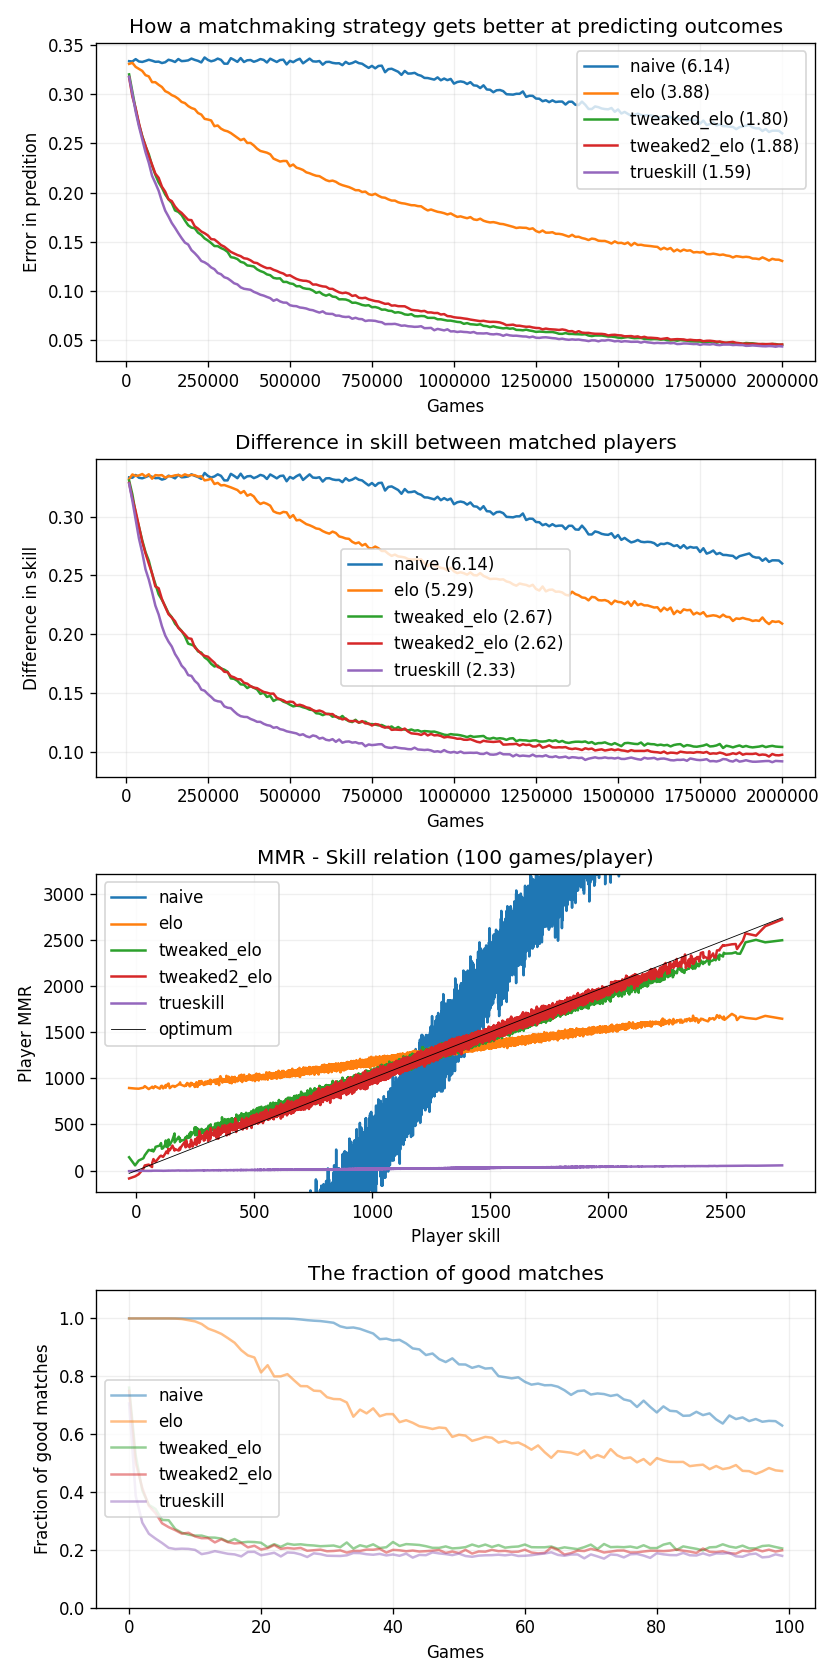 How a matchmaking strategy gets better at predicting outcomes
0.35
0.30
0.25
0.20
0.15
0.10
0.05
Error in predition
naive (6.14)
elo (3.88)
tweaked_elo (1.80)
tweaked2_elo (1.88)
trueskill (1.59)
0 250000 500000 750000 1000000 1250000 1500000 1750000 2000000
Games
Difference in skill between matched players
0.30
0.25
0.20
0.15
0.10
Difference in skill
naive (6.14)
elo (5.29)
tweaked_elo (2.67)
tweaked2_elo (2.62)
trueskill (2.33)
0 250000 500000 750000 1000000 1250000 1500000 1750000 2000000
Games
MMR - Skill relation (100 games/player)
3000
2500
2000
1500
1000
500
0
Player MMR
naive
elo
tweaked_elo
tweaked2_elo
trueskill
optimum
0 500 1000 1500 2000 2500
Player skill
The fraction of good matches
1.0
0.8
0.6
0.4
0.2
0.0
Fraction of good matches
naive
elo
tweaked_elo
tweaked2_elo
trueskill
0 20 40 60 80 100
Games